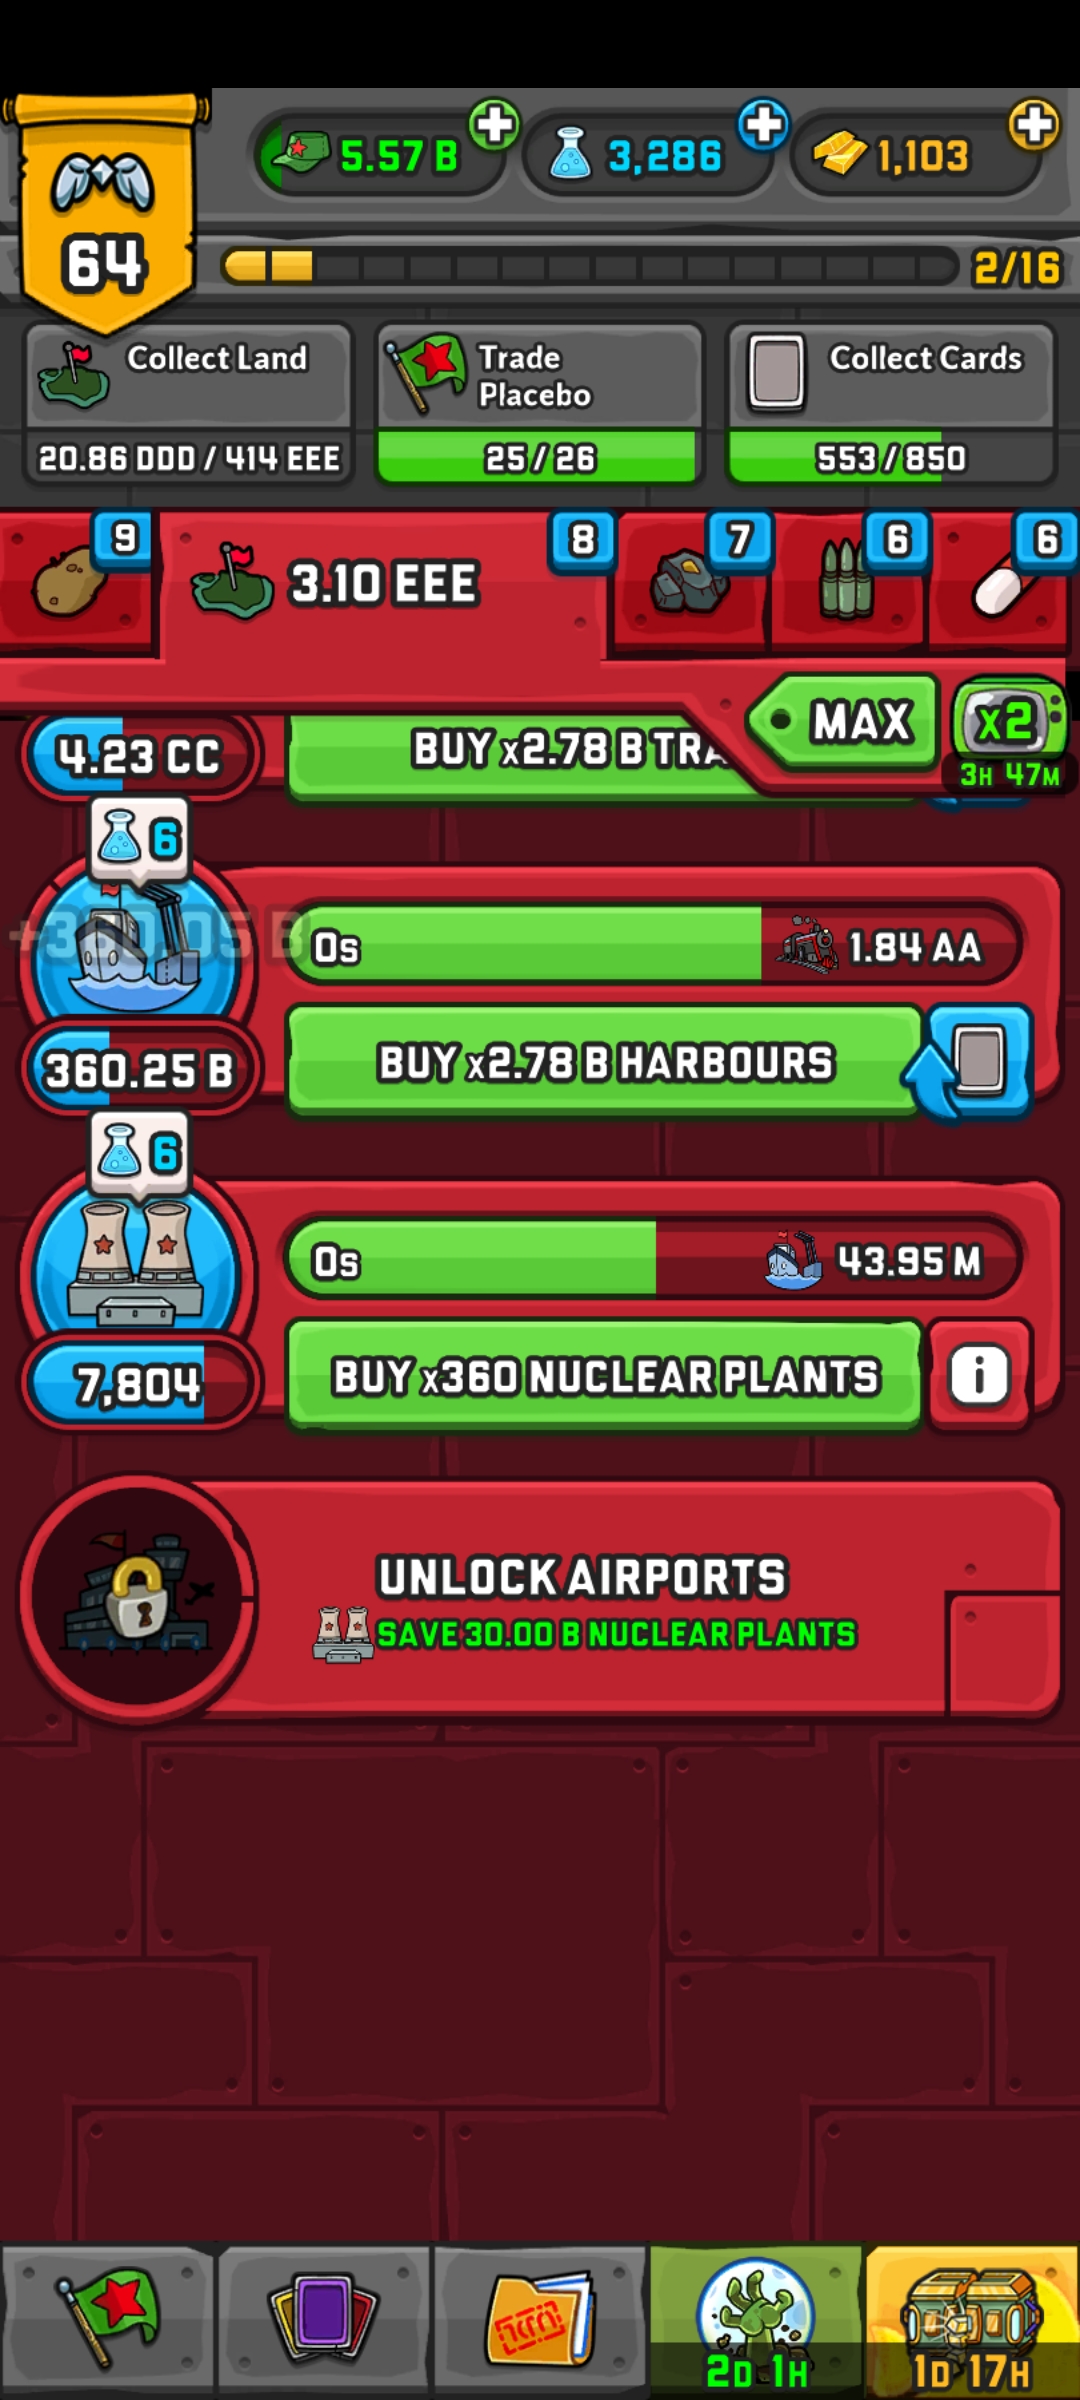 5.57 B
3,286
1,103
64
2/16
Collect Land
20.86 DDD / 414 EEE
Trade
Placebo
25 / 26
Collect Cards
553 / 850
9
3.10 EEE
8
7
6
6
MAX
x2
3H 47M
4.23 CC
BUY x2.78 B TRA
6
0s
1.84 AA
360.25 B
BUY x2.78 B HARBOURS
6
0s
43.95 M
7,804
BUY x360 NUCLEAR PLANTS
i
UNLOCK AIRPORTS
SAVE 30.00 B NUCLEAR PLANTS
2D 1H
1D 17H